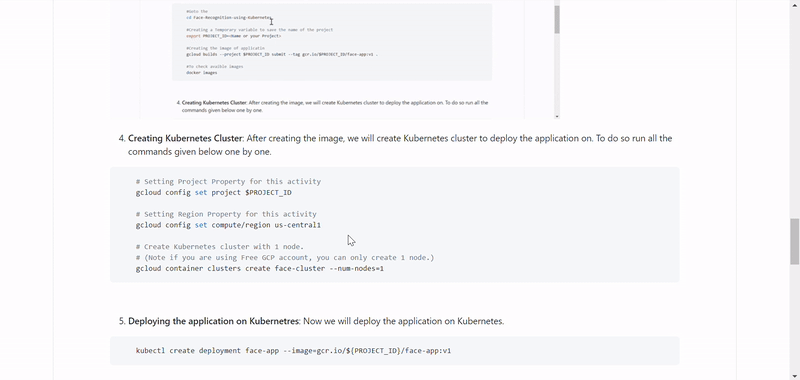 #Note the
cd Face-Recognition-using-Kubernetes
#Creating a Temporary variable to save the name of the project
export PROJECT_ID=<Name or your Project>
#Creating the image of applicatin
gcloud builds --project $PROJECT_ID submit --tag gcr.io/$PROJECT_ID/face-app:v1 .
#To check avaible images
docker images
4. Creating Kubernetes Cluster: After creating the image, we will create Kubernetes cluster to deploy the application on. To do so run all the
commands given below one by one.
4. Creating Kubernetes Cluster: After creating the image, we will create Kubernetes cluster to deploy the application on. To do so run all the
commands given below one by one.
# Setting Project Property for this activity
gcloud config set project $PROJECT_ID
# Setting Region Property for this activity
gcloud config set compute/region us-central1
# Create Kubernetes cluster with 1 node.
# (Note if you are using Free GCP account, you can only create 1 node.)
gcloud container clusters create face-cluster --num-nodes=1
5. Deploying the application on Kubernetres: Now we will deploy the application on Kubernetes.
kubectl create deployment face-app --image=gcr.io/${PROJECT_ID}/face-app:v1